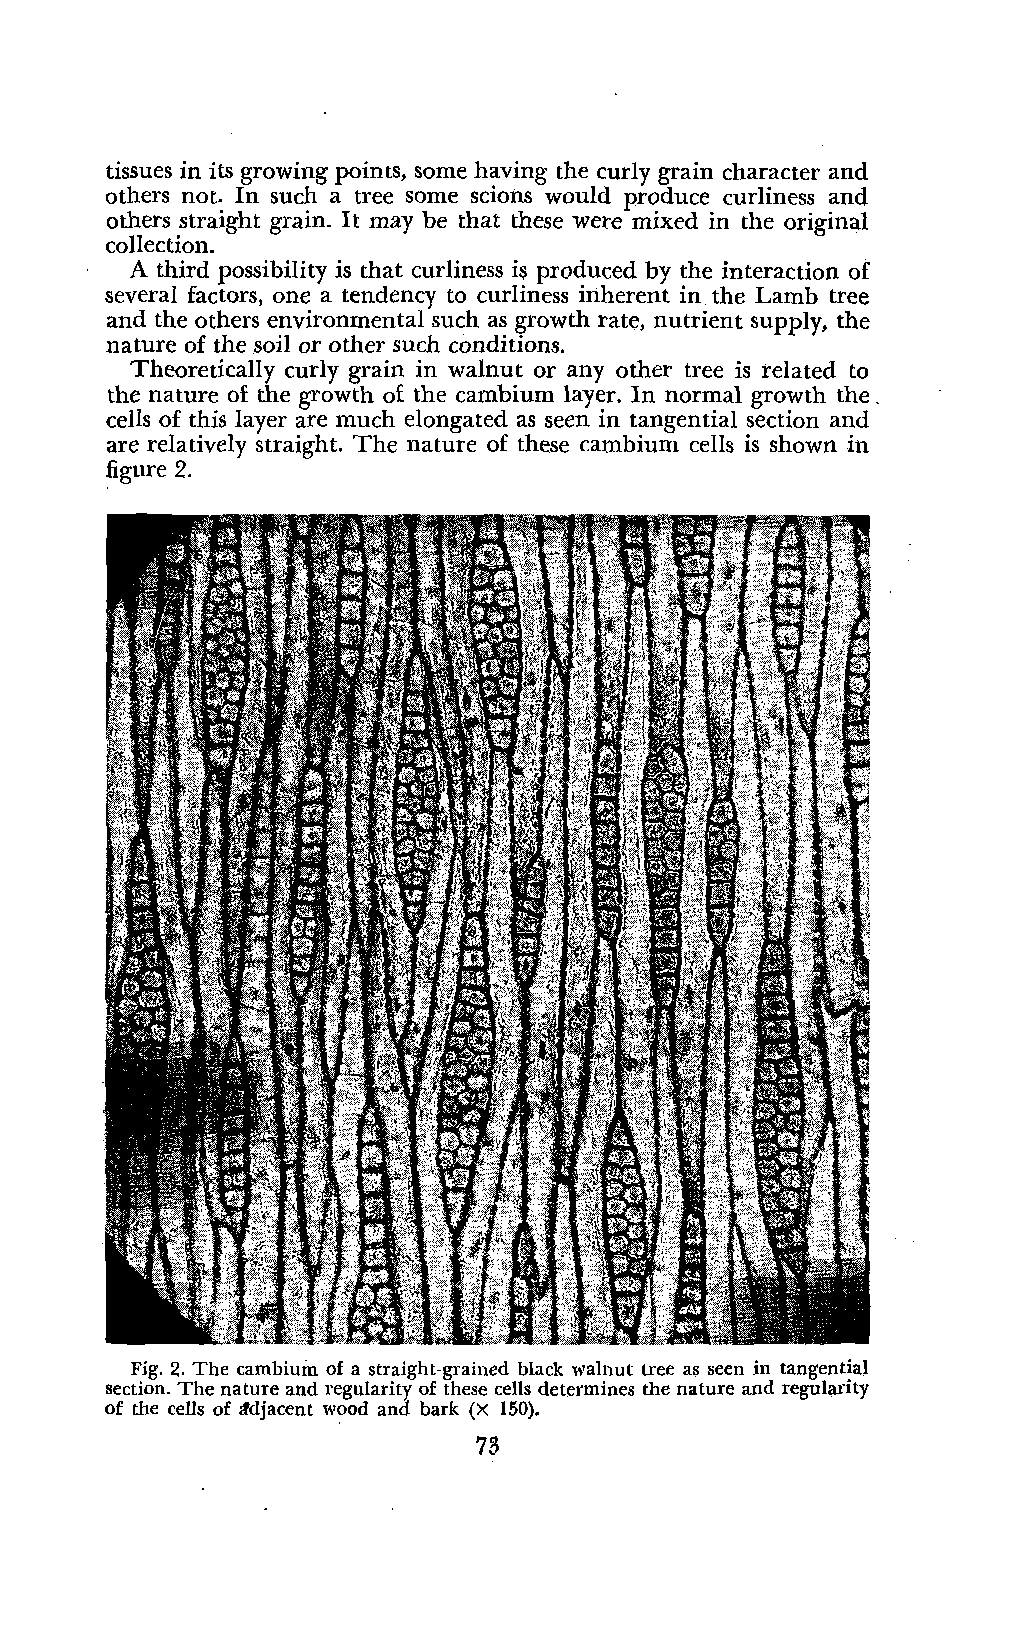 tissues in its growing points, some having the curly grain character and
others not. In such a tree some scions would produce curliness and
others straight grain. It may be that these were mixed in the original
collection.
A third possibility is that curliness is produced by the interaction of
several factors, one a tendency to curliness inherent in the Lamb tree
and the others environmental such as growth rate, nutrient supply, the
nature of the soil or other such conditions.
Theoretically curly grain in walnut or any other tree is related to
the nature of the growth of the cambium layer. In normal growth the
cells of this layer are much elongated as seen in tangential section and
are relatively straight. The nature of these cambium cells is shown in
figure 2.
Fig. 2. The cambium of a straight-grained black walnut tree as seen in tangential
section. The nature and regularity of these cells determines the nature and regularity
of the cells of adjacent wood and bark (× 150).
73